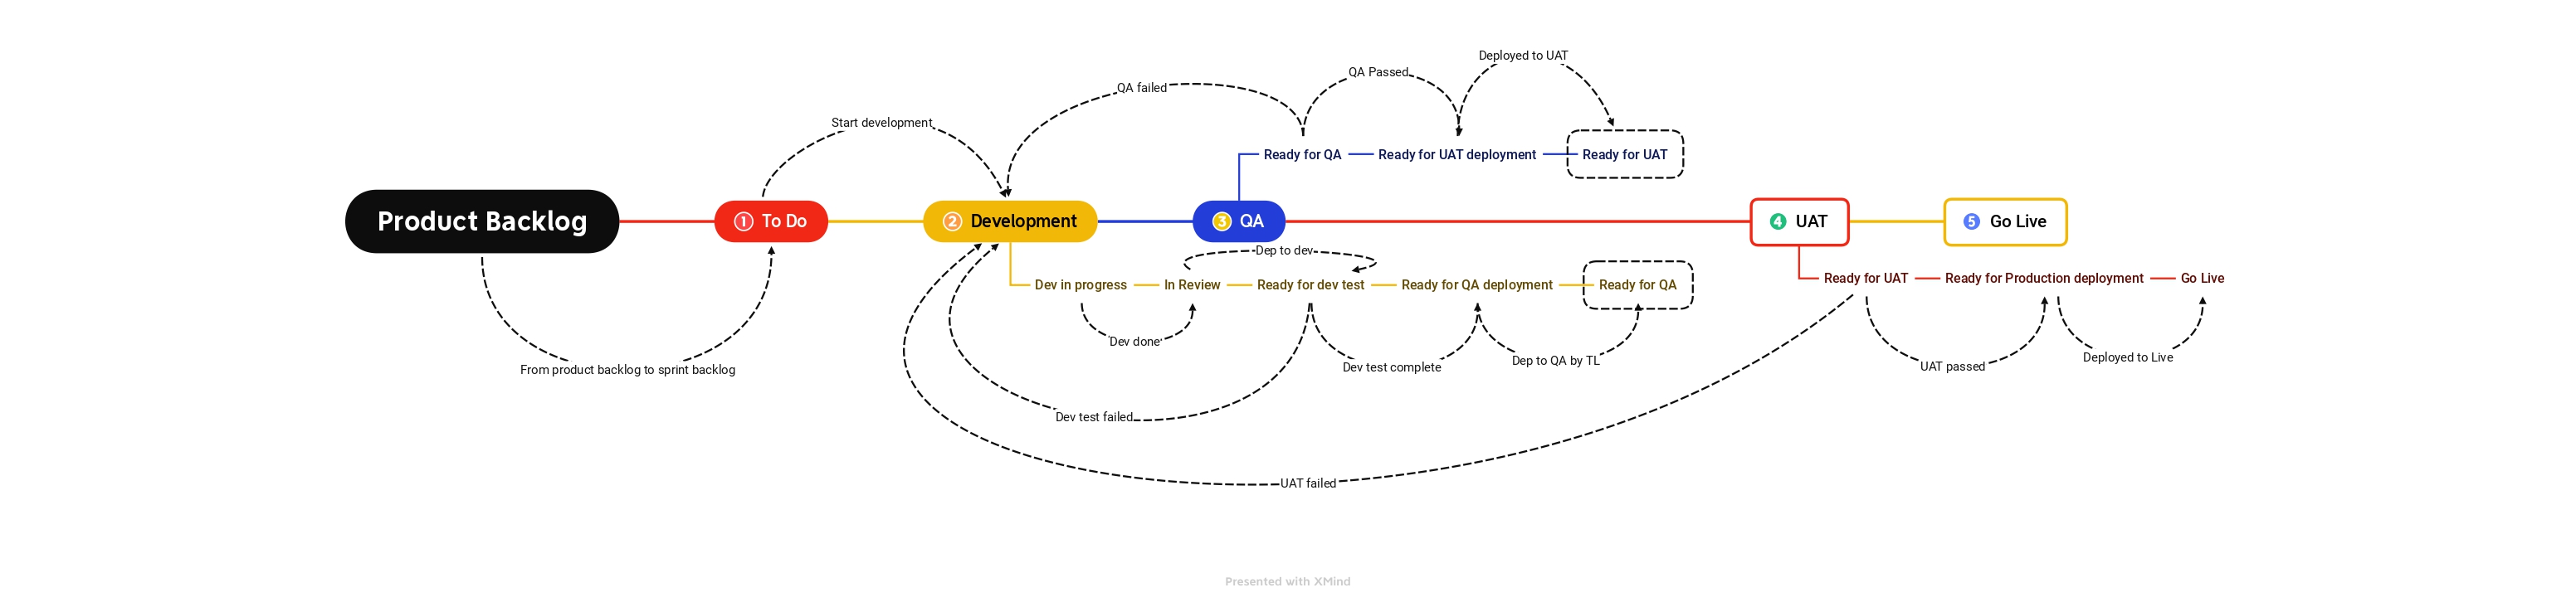 Deployed to UAT
QA Passed
QA failed
Start development
Ready for QA
Ready for UAT deployment
Ready for UAT
Product Backlog
1 To Do
2 Development
3 QA
4 UAT
5 Go Live
Dep to dev
Dev in progress
In Review
Ready for dev test
Ready for QA deployment
Ready for QA
Ready for UAT
Ready for Production deployment
Go Live
Dev done
From product backlog to sprint backlog
Dev test complete
Dep to QA by TL
UAT passed
Deployed to Live
Dev test failed
UAT failed
Presented with XMind